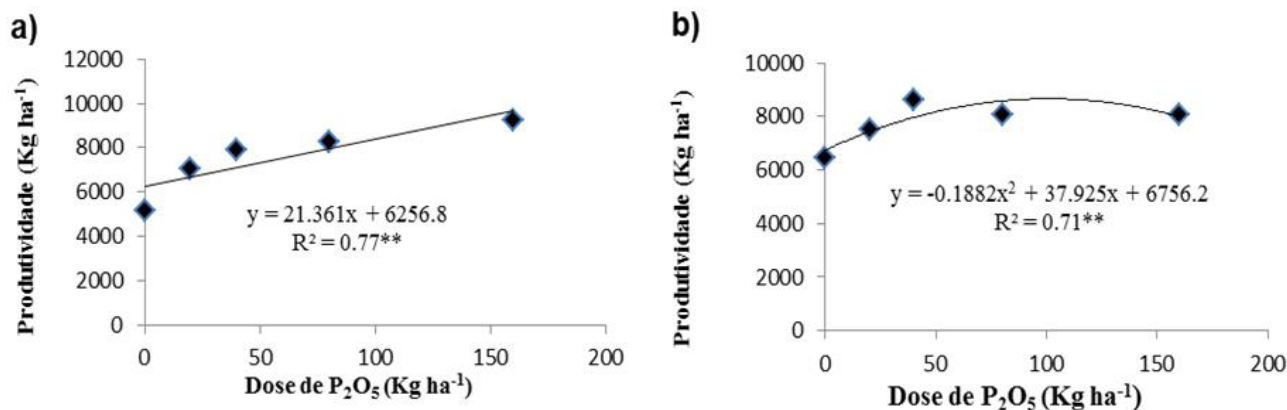 a)
Produtividade (Kg ha⁻¹)
12000
10000
8000
6000
4000
2000
0
y = 21.361x + 6256.8
R² = 0.77**
0 50 100 150 200
Dose de P₂O₅ (Kg ha⁻¹)
b)
Produtividade (Kg ha⁻¹)
10000
8000
6000
4000
2000
0
y = -0.1882x² + 37.925x + 6756.2
R² = 0.71**
0 50 100 150 200
Dose de P₂O₅ (Kg ha⁻¹)